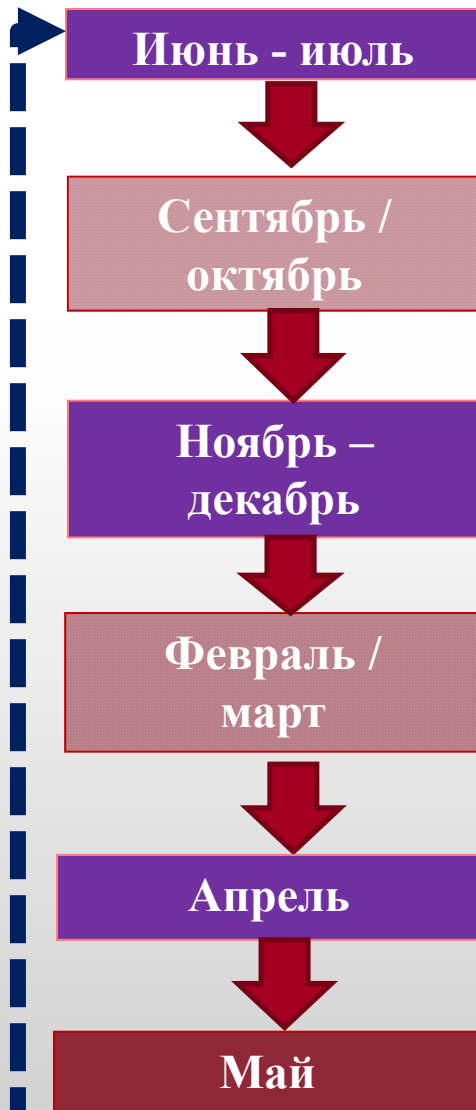 Июнь - июль
Сентябрь /
октябрь
Ноябрь –
декабрь
Февраль /
март
Апрель
Май